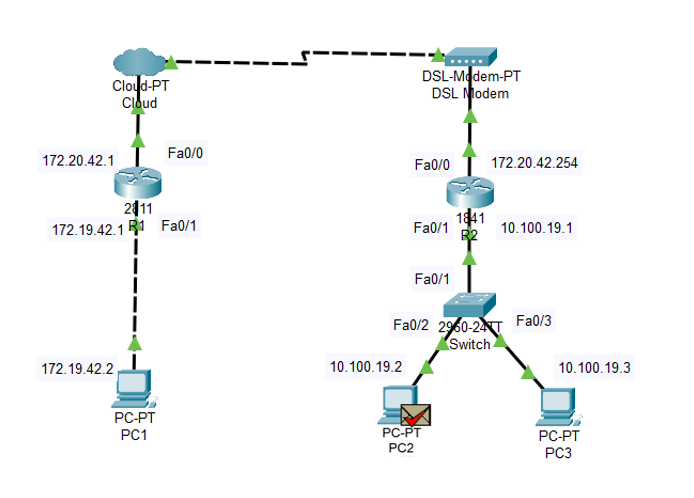 Cloud-PT
Cloud
DSL-Modem-PT
DSL Modem
172.20.42.1
Fa0/0
2811
R1
172.19.42.1
Fa0/1
172.19.42.2
PC-PT
PC1
Fa0/0
172.20.42.254
1841
R2
Fa0/1
10.100.19.1
Fa0/1
2960-24TT
Switch
Fa0/2
Fa0/3
10.100.19.2
10.100.19.3
PC-PT
PC2
PC-PT
PC3